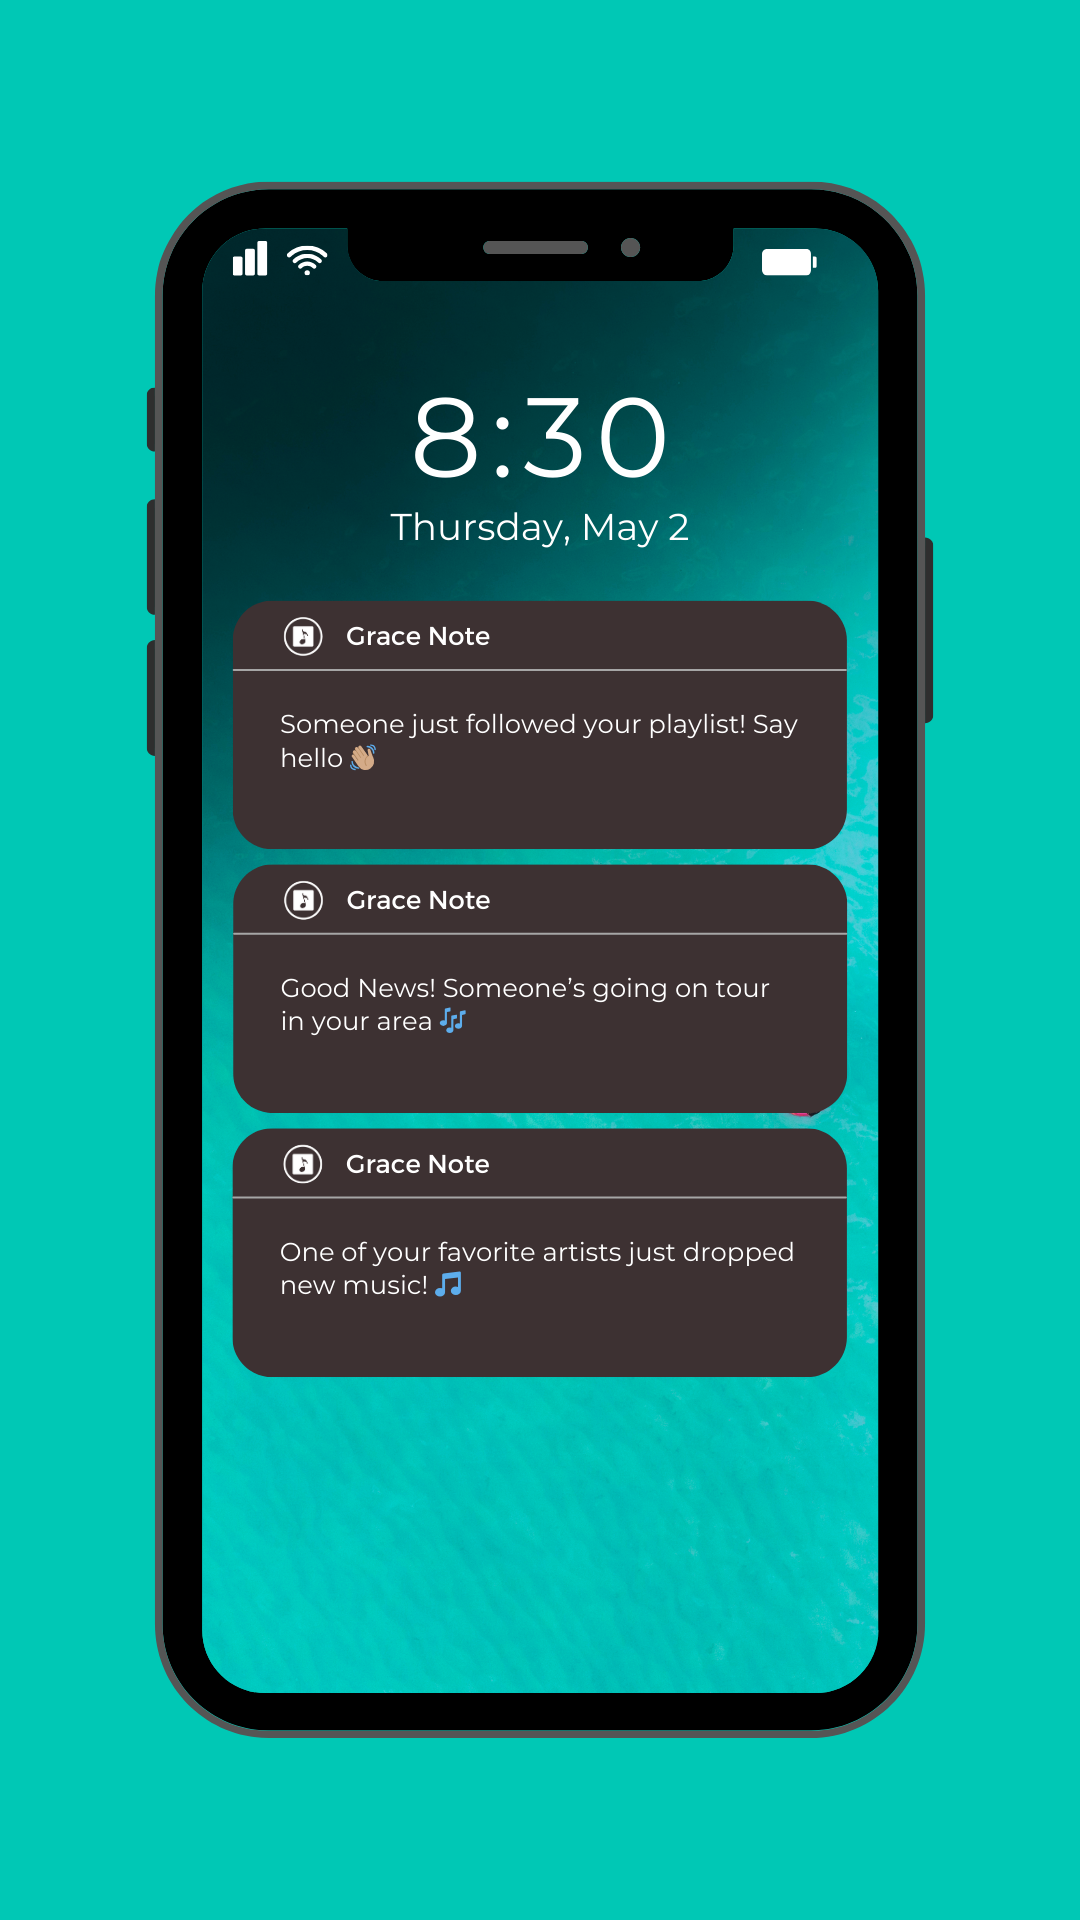 8:30
Thursday, May 2
Grace Note
Someone just followed your playlist! Say
hello 👋🏼
Grace Note
Good News! Someone’s going on tour
in your area 🎶
Grace Note
One of your favorite artists just dropped
new music! 🎵